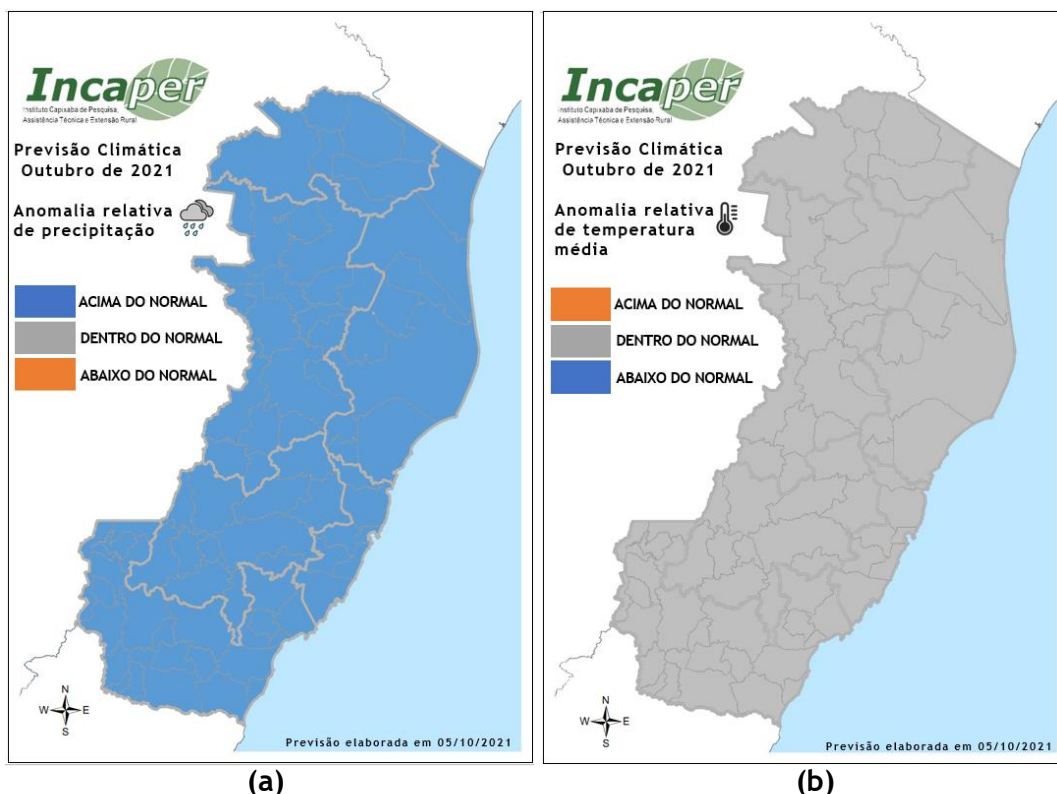 Incaper
Instituto Capixaba de Pesquisa,
Assistência Técnica e Extensão Rural
Previsão Climática
Outubro de 2021
Anomalia relativa
de precipitação
ACIMA DO NORMAL
DENTRO DO NORMAL
ABAIXO DO NORMAL
N
W E
S
Previsão elaborada em 05/10/2021
(a)
Incaper
Instituto Capixaba de Pesquisa,
Assistência Técnica e Extensão Rural
Previsão Climática
Outubro de 2021
Anomalia relativa
de temperatura
média
ACIMA DO NORMAL
DENTRO DO NORMAL
ABAIXO DO NORMAL
N
W E
S
Previsão elaborada em 05/10/2021
(b)